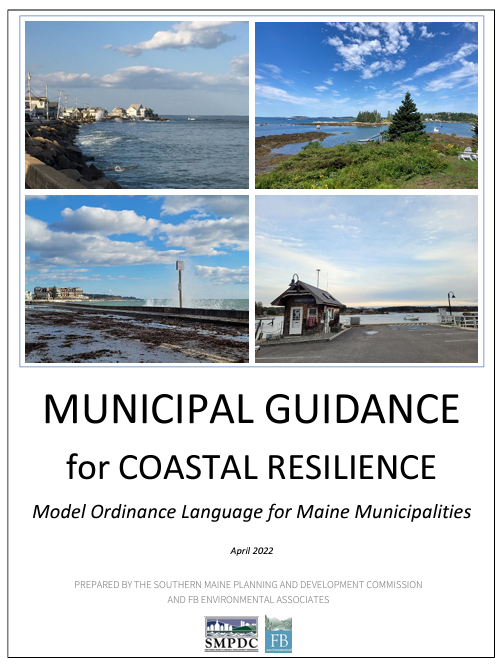 MUNICIPAL GUIDANCE
for COASTAL RESILIENCE
Model Ordinance Language for Maine Municipalities
April 2022
PREPARED BY THE SOUTHERN MAINE PLANNING AND DEVELOPMENT COMMISSION
AND FB ENVIRONMENTAL ASSOCIATES
SMPDC
FB